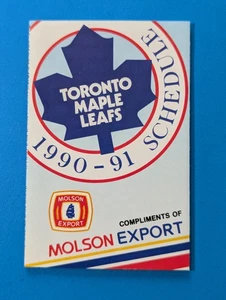 TORONTO
MAPLE
LEAFS
1990-91 SCHEDULE
MOLSON
EXPORT
COMPLIMENTS OF
MOLSON EXPORT